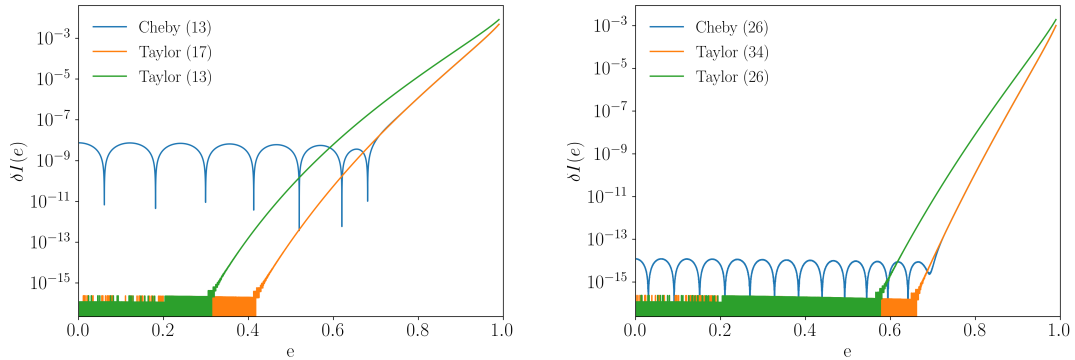 Cheby (13)
Taylor (17)
Taylor (13)
δI(e)
10⁻³
10⁻⁵
10⁻⁷
10⁻⁹
10⁻¹¹
10⁻¹³
10⁻¹⁵
0.0 0.2 0.4 0.6 0.8 1.0
e
Cheby (26)
Taylor (34)
Taylor (26)
δI(e)
10⁻³
10⁻⁵
10⁻⁷
10⁻⁹
10⁻¹¹
10⁻¹³
10⁻¹⁵
0.0 0.2 0.4 0.6 0.8 1.0
e